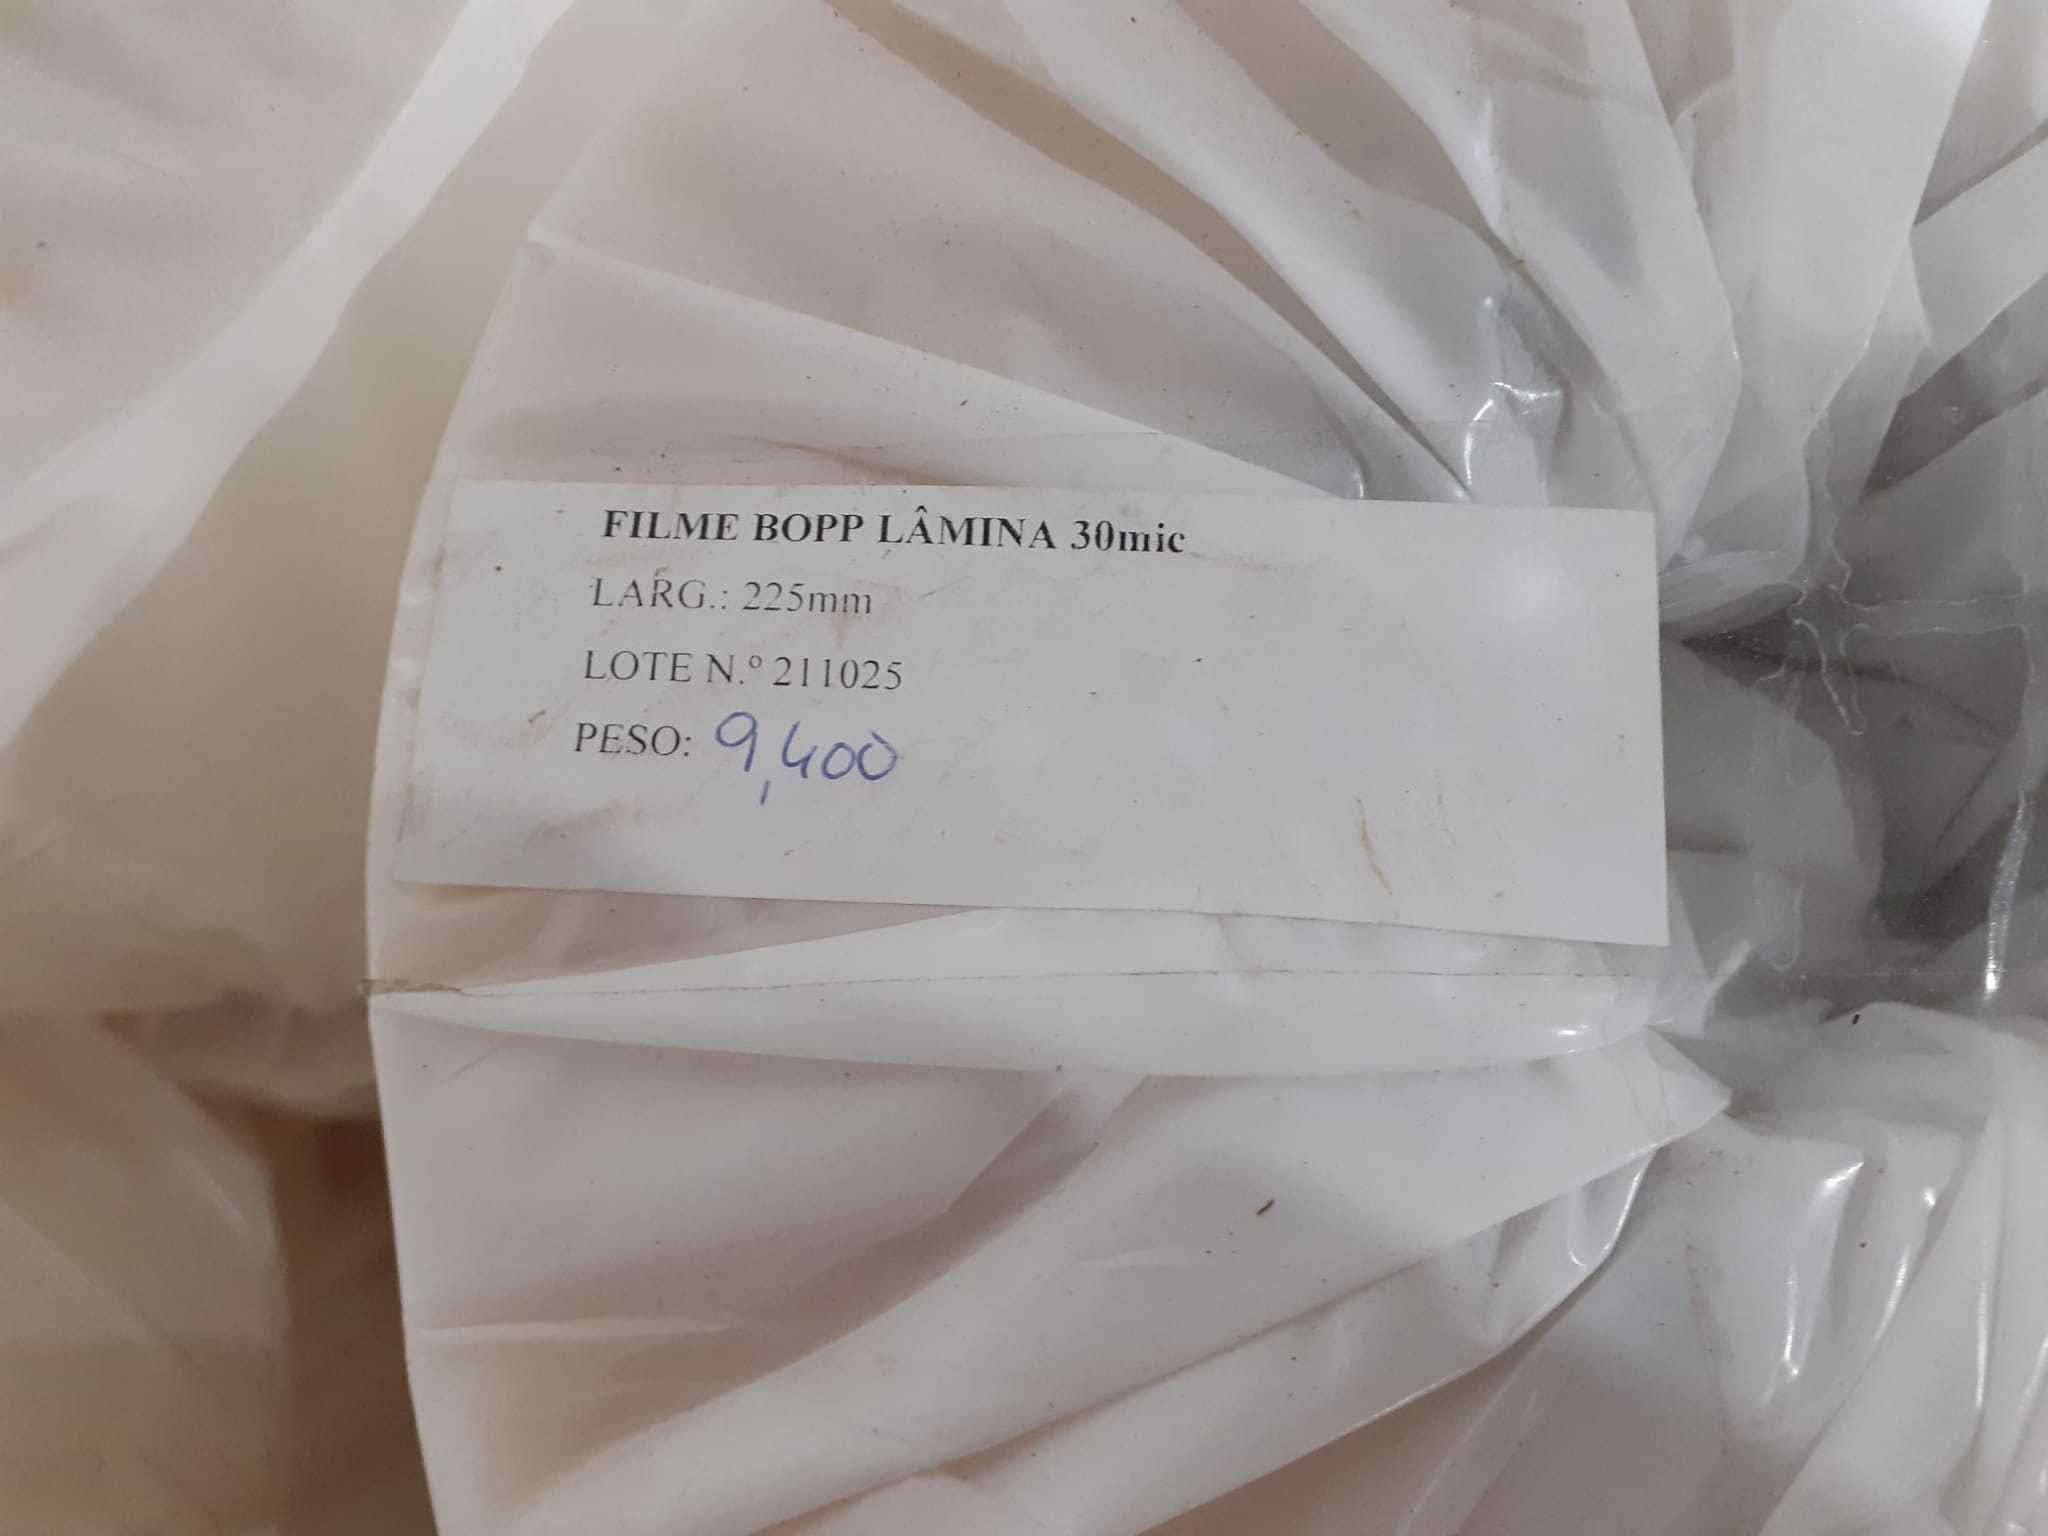 FILME BOPP LÂMINA 30mic
LARG.: 225mm
LOTE N.º 211025
PESO: 9,400